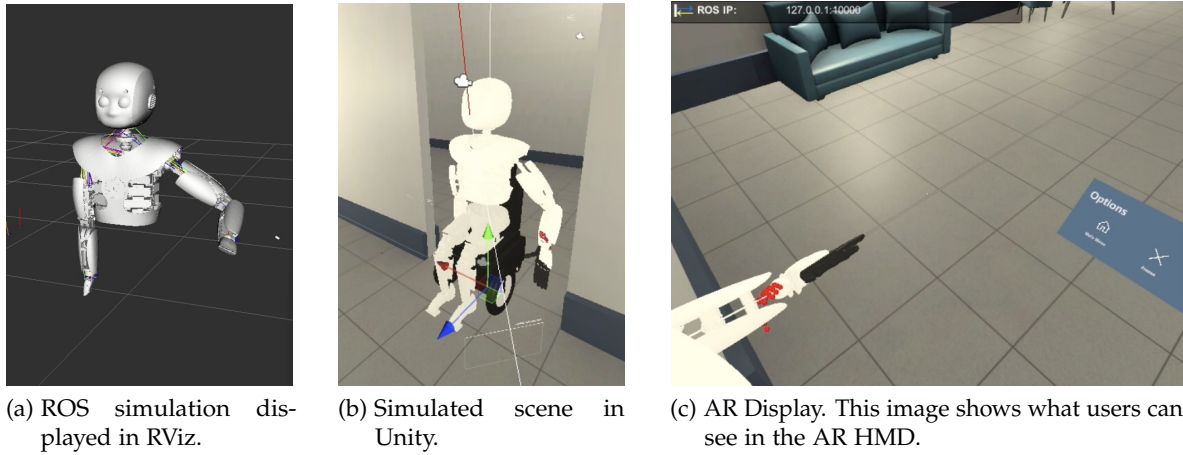 ROS IP: 127.0.0.1:10000
Options
(a) ROS simulation dis-
played in RViz.
(b) Simulated scene in
Unity.
(c) AR Display. This image shows what users can
see in the AR HMD.